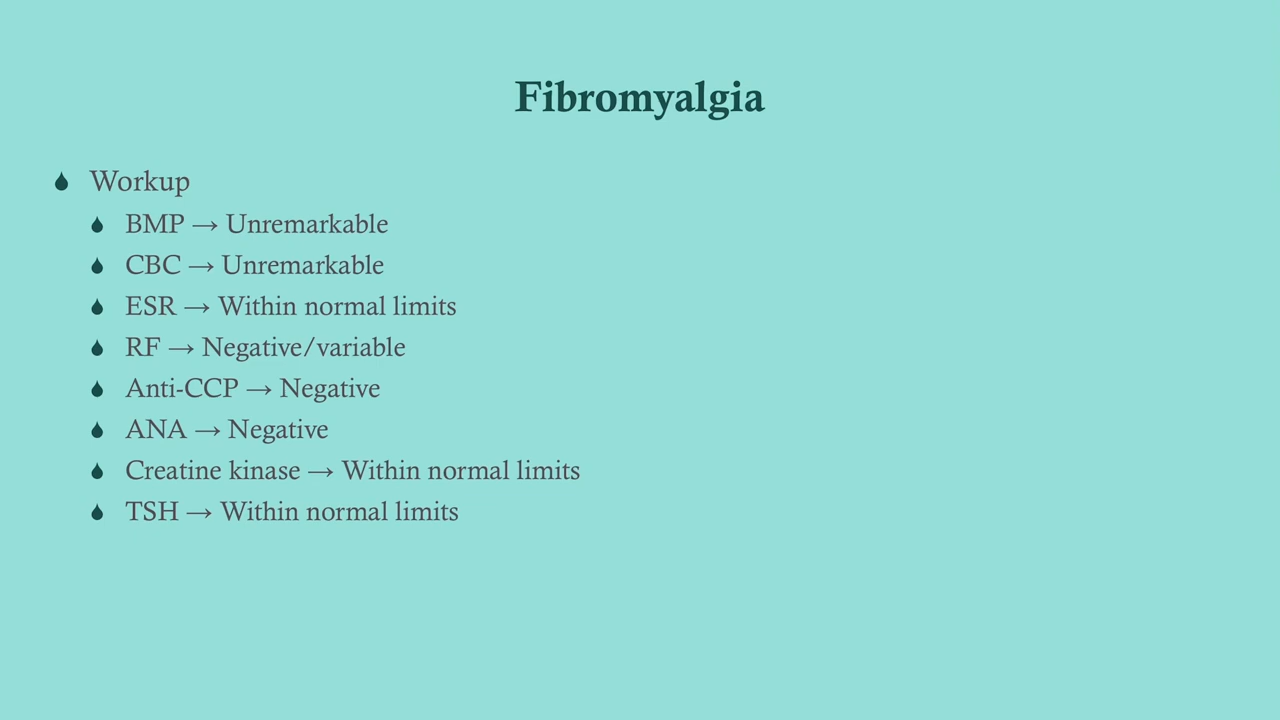 Fibromyalgia
Workup
BMP → Unremarkable
CBC → Unremarkable
ESR → Within normal limits
RF → Negative/variable
Anti-CCP → Negative
ANA → Negative
Creatine kinase → Within normal limits
TSH → Within normal limits